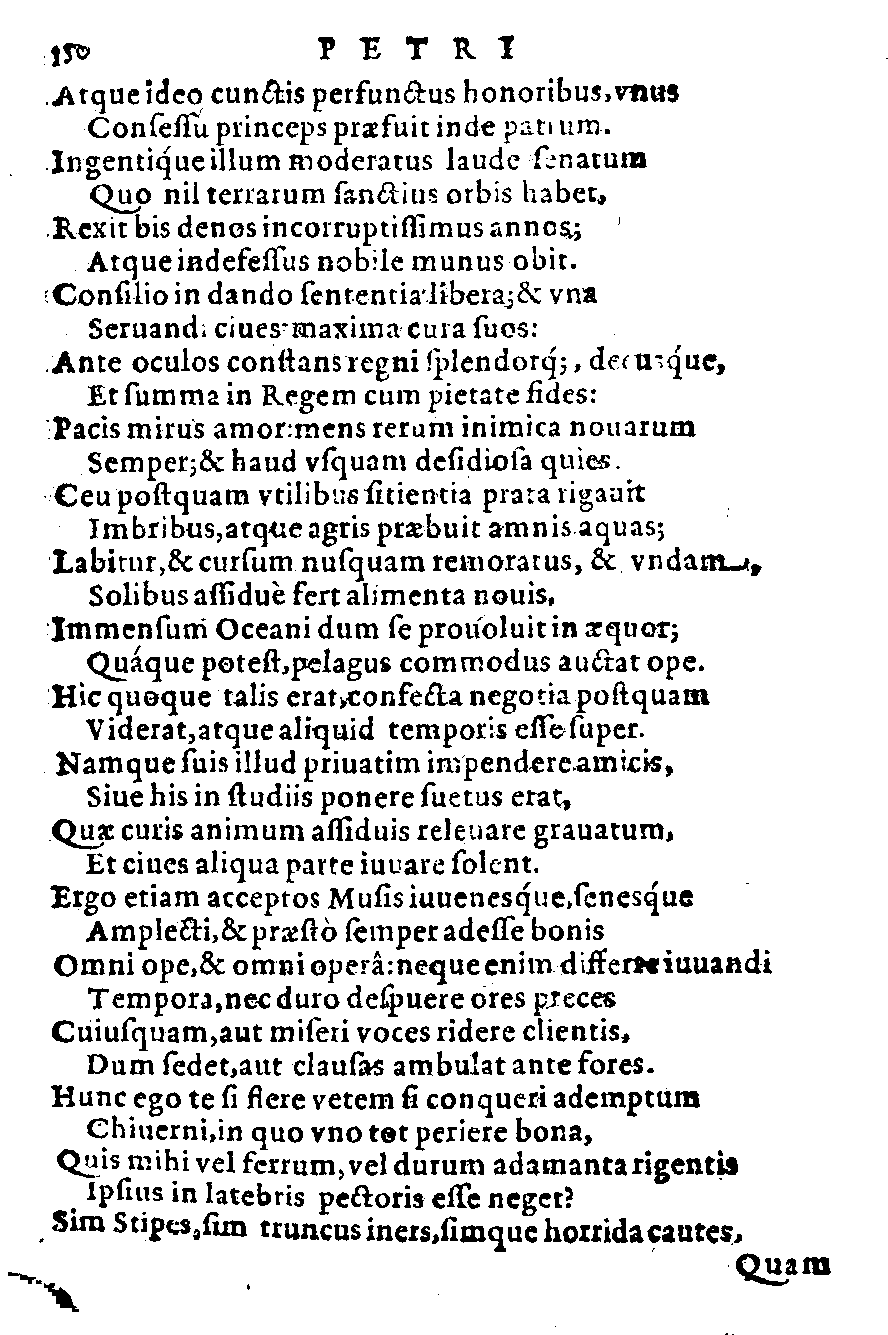 150 PETRI
Atque ideo cunctis perfunctus honoribus, vnus
Conſeſſu princeps præfuit inde patrum.
Ingentiq́ue illum moderatus laude ſenatum
Quo nil terrarum ſanctius orbis habet,
Rexit bis denos incorruptiſſimus annos;
Atque indefeſſus nobile munus obit.
Conſilio in dando ſententia libera; & vna
Seruandi ciues maxima cura ſuos:
Ante oculos conſtans regni ſplendorq́;, decusq́ue,
Et ſumma in Regem cum pietate fides:
Pacis mirus amor: mens rerum inimica nouarum
Semper; & haud vſquam deſidioſa quies.
Ceu poſtquam vtilibus ſitientia prata rigauit
Imbribus, atque agris præbuit amnis aquas;
Labitur, & curſum nuſquam remoratus, & vndam,
Solibus aſſiduè fert alimenta nouis,
Immenſum Oceani dum ſe prouoluit in æquor;
Quáque poteſt, pelagus commodus auctat ope.
Hic quoque talis erat, confecta negotia poſtquam
Viderat, atque aliquid temporis eſſe ſuper.
Namque ſuis illud priuatim impendere amicis,
Siue his in ſtudiis ponere ſuetus erat,
Quæ curis animum aſſiduis releuare grauatum,
Et ciues aliqua parte iuuare ſolent.
Ergo etiam acceptos Muſis iuuenesq́ue, ſenesq́ue
Amplecti, & præſtò ſemper adeſſe bonis
Omni ope, & omni operâ: neque enim differre iuuandi
Tempora, nec duro deſpuere ores preces
Cuiuſquam, aut miſeri voces ridere clientis,
Dum ſedet, aut clauſas ambulat ante fores.
Hunc ego te ſi flere vetem ſi conqueri ademptum
Chiuerni, in quo vno tot periere bona,
Quis mihi vel ferrum, vel durum adamanta rigentis
Ipſius in latebris pectoris eſſe neget?
Sim Stipes, ſim truncus iners, ſimque horrida cautes,
Quam